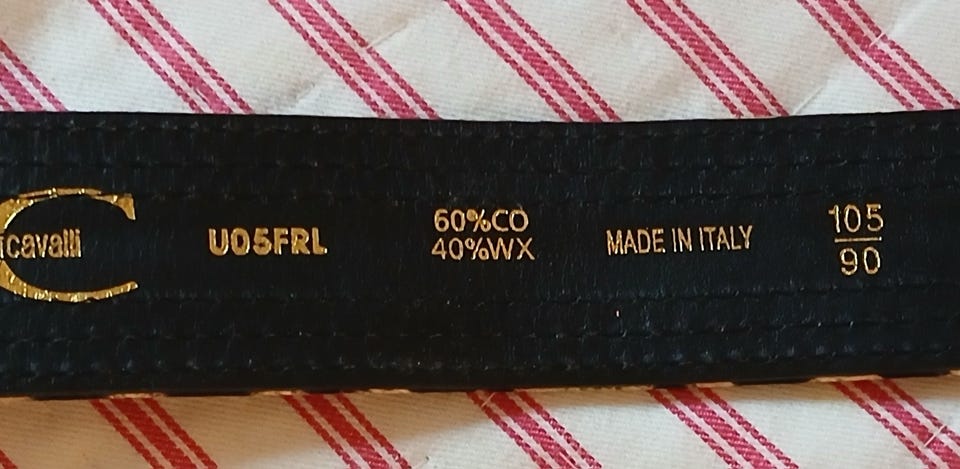 cavalli
U05FRL
60%CO
40%WX
MADE IN ITALY
105
90